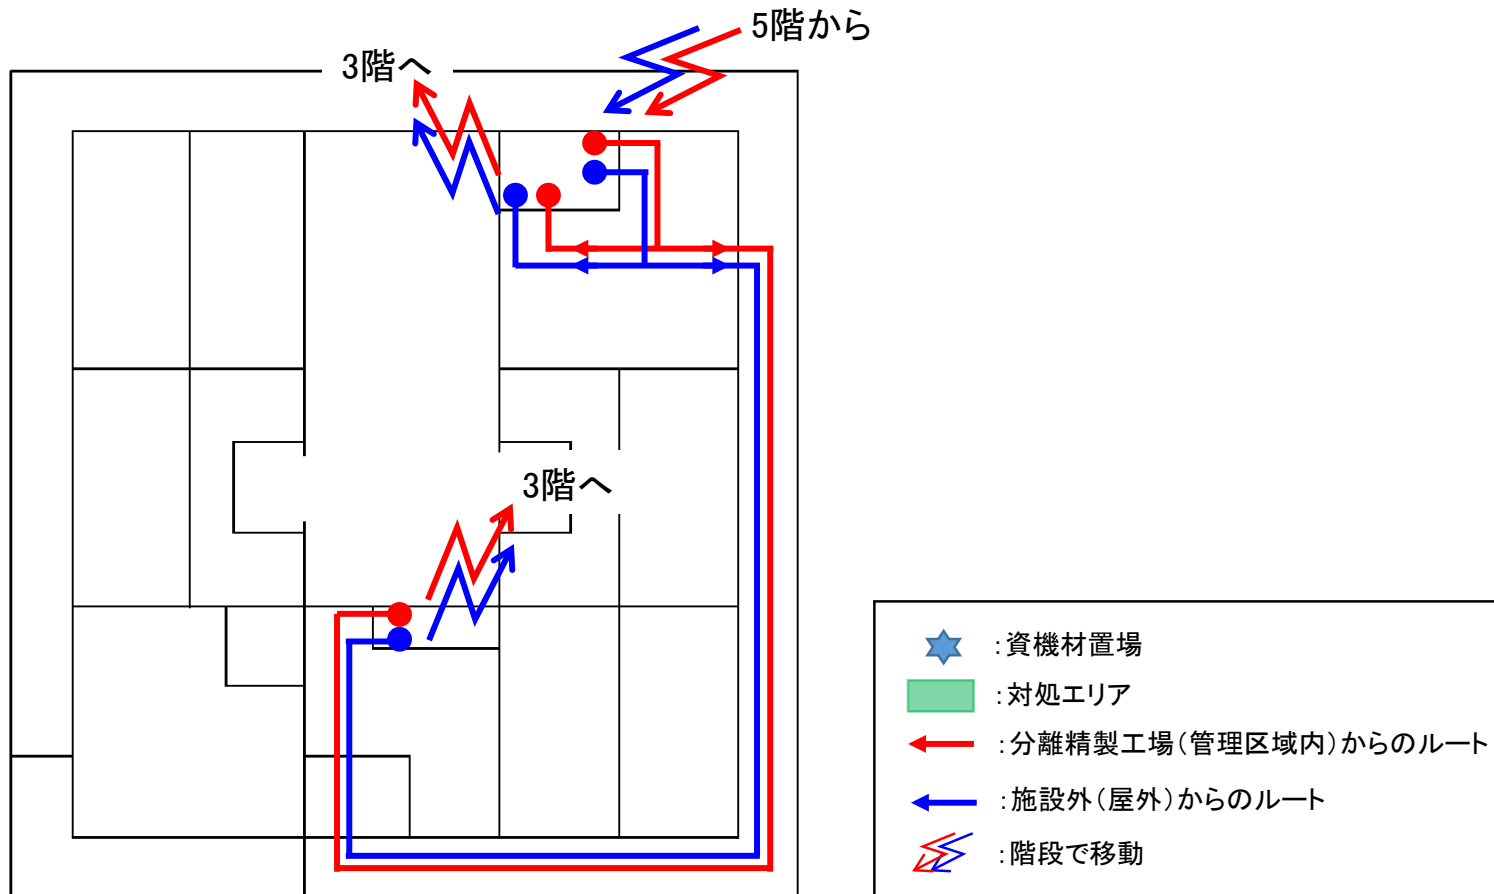 5階から
3階へ
3階へ
：資機材置場
：対処エリア
：分離精製工場（管理区域内）からのルート
：施設外（屋外）からのルート
：階段で移動